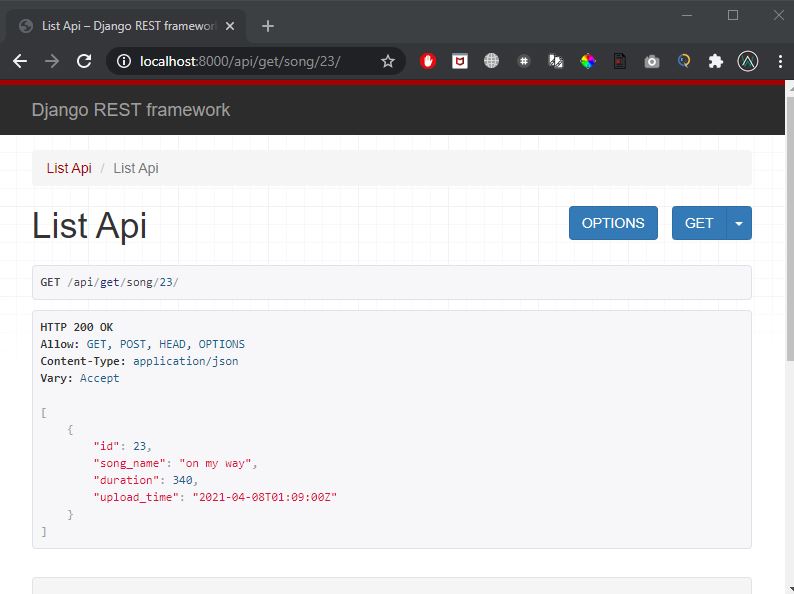 List Api – Django REST framewor
localhost:8000/api/get/song/23/
Django REST framework
List Api / List Api
List Api
OPTIONS
GET
GET /api/get/song/23/
HTTP 200 OK
Allow: GET, POST, HEAD, OPTIONS
Content-Type: application/json
Vary: Accept
[
    {
        "id": 23,
        "song_name": "on my way",
        "duration": 340,
        "upload_time": "2021-04-08T01:09:00Z"
    }
]